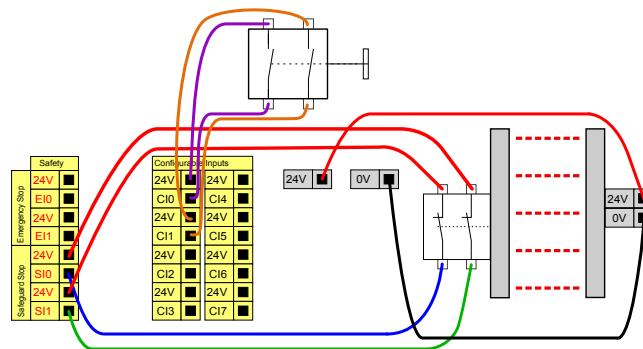 Safety
Emergency Stop
24V
EI0
24V
EI1
Safeguard Stop
24V
SI0
24V
SI1
Configurable Inputs
24V 24V
CI0 CI4
24V 24V
CI1 CI5
24V 24V
CI2 CI6
24V 24V
CI3 CI7
24V 0V
24V
0V